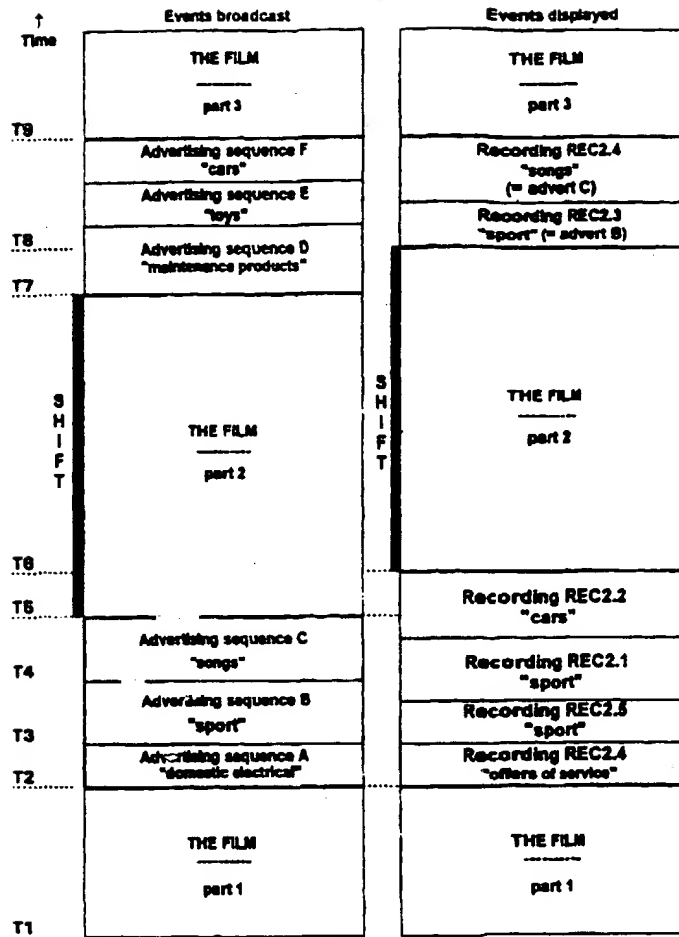 ↑
Time
Events broadcast
THE FILM
part 3
T9
Advertising sequence F
"cars"
Advertising sequence E
"toys"
T8
Advertising sequence D
"maintenance products"
T7
SHIFT
THE FILM
part 2
T6
T5
Advertising sequence C
"songs"
T4
Advertising sequence B
"sport"
T3
Advertising sequence A
"domestic electrical"
T2
THE FILM
part 1
T1
Events displayed
THE FILM
part 3
Recording REC2.4
"songs"
(= advert C)
Recording REC2.3
"sport" (= advert B)
SHIFT
THE FILM
part 2
Recording REC2.2
"cars"
Recording REC2.1
"sport"
Recording REC2.5
"sport"
Recording REC2.4
"offers of service"
THE FILM
part 1